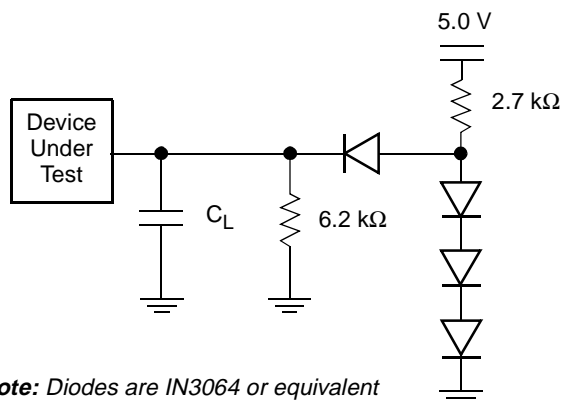 5.0 V
2.7 kΩ
Device
Under
Test
C_L
6.2 kΩ
ote: Diodes are IN3064 or equivalent